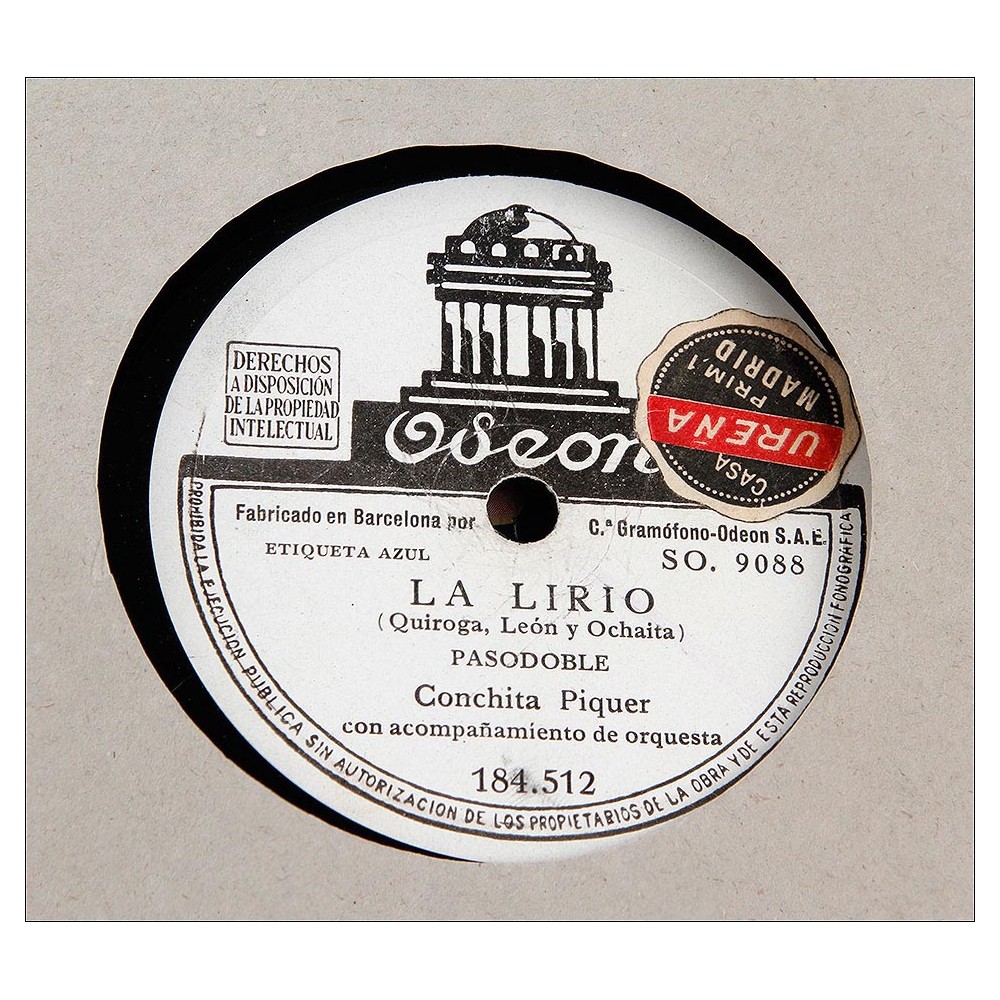 DERECHOS
A DISPOSICIÓN
DE LA PROPIEDAD
INTELECTUAL
Odeon
CASA
UREÑA
PRIM, 1
MADRID
Fabricado en Barcelona por C.ª Gramófono-Odeon S.A.E.
ETIQUETA AZUL
SO. 9088
LA LIRIO
(Quiroga, León y Ochaita)
PASODOBLE
Conchita Piquer
con acompañamiento de orquesta
184.512
PROHIBIDA LA EJECUCION PUBLICA SIN AUTORIZACION DE LOS PROPIETARIOS DE LA OBRA Y DE ESTA REPRODUCCION FONOGRAFICA